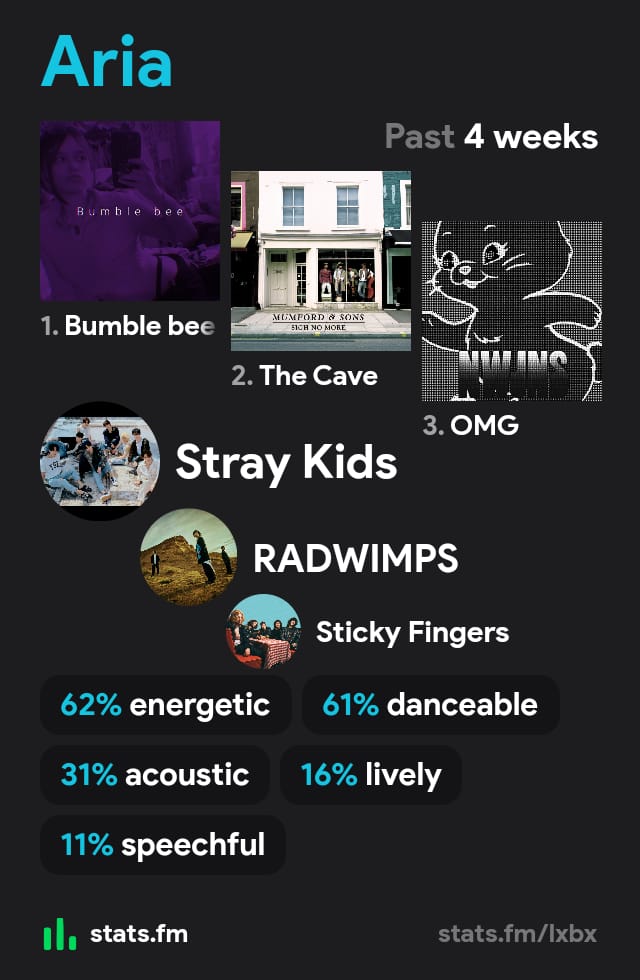 Aria
Past 4 weeks
Bumble bee
1. Bumble bee
MUMFORD & SONS
SIGH NO MORE
2. The Cave
NWJNS
3. OMG
Stray Kids
RADWIMPS
Sticky Fingers
62% energetic
61% danceable
31% acoustic
16% lively
11% speechful
stats.fm
stats.fm/lxbx